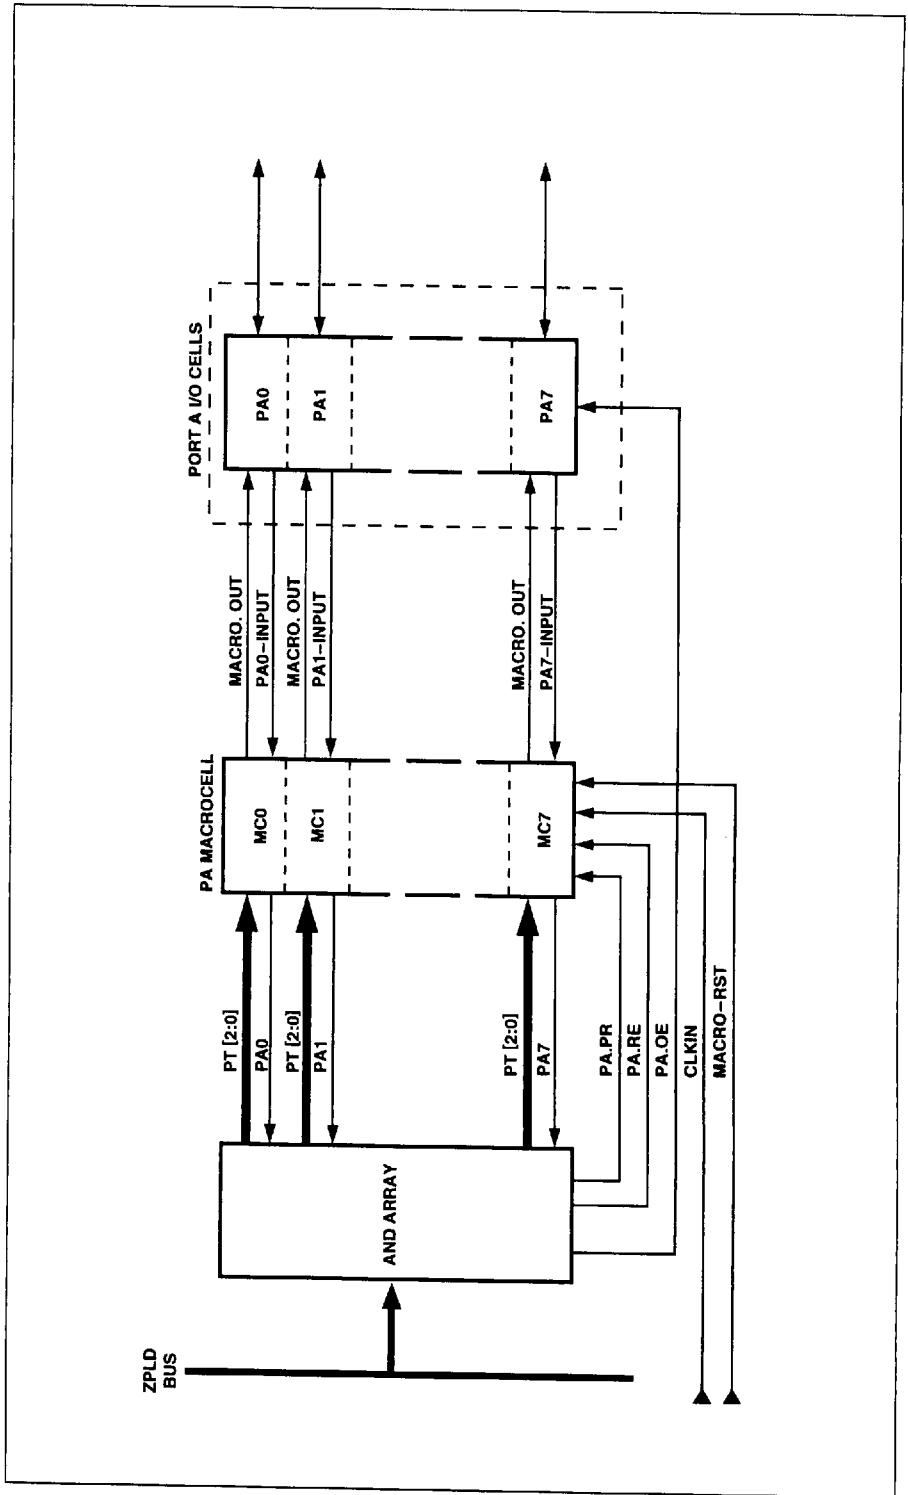 PORT A I/O CELLS
PA0
PA1
PA7
MACRO. OUT
PA0-INPUT
MACRO. OUT
PA1-INPUT
MACRO. OUT
PA7-INPUT
PA MACROCELL
MC0
MC1
MC7
PT [2:0]
PA0
PT [2:0]
PA1
PT [2:0]
PA7
PA.PR
PA.RE
PA.OE
CLKIN
MACRO-RST
AND ARRAY
ZPLD
BUS